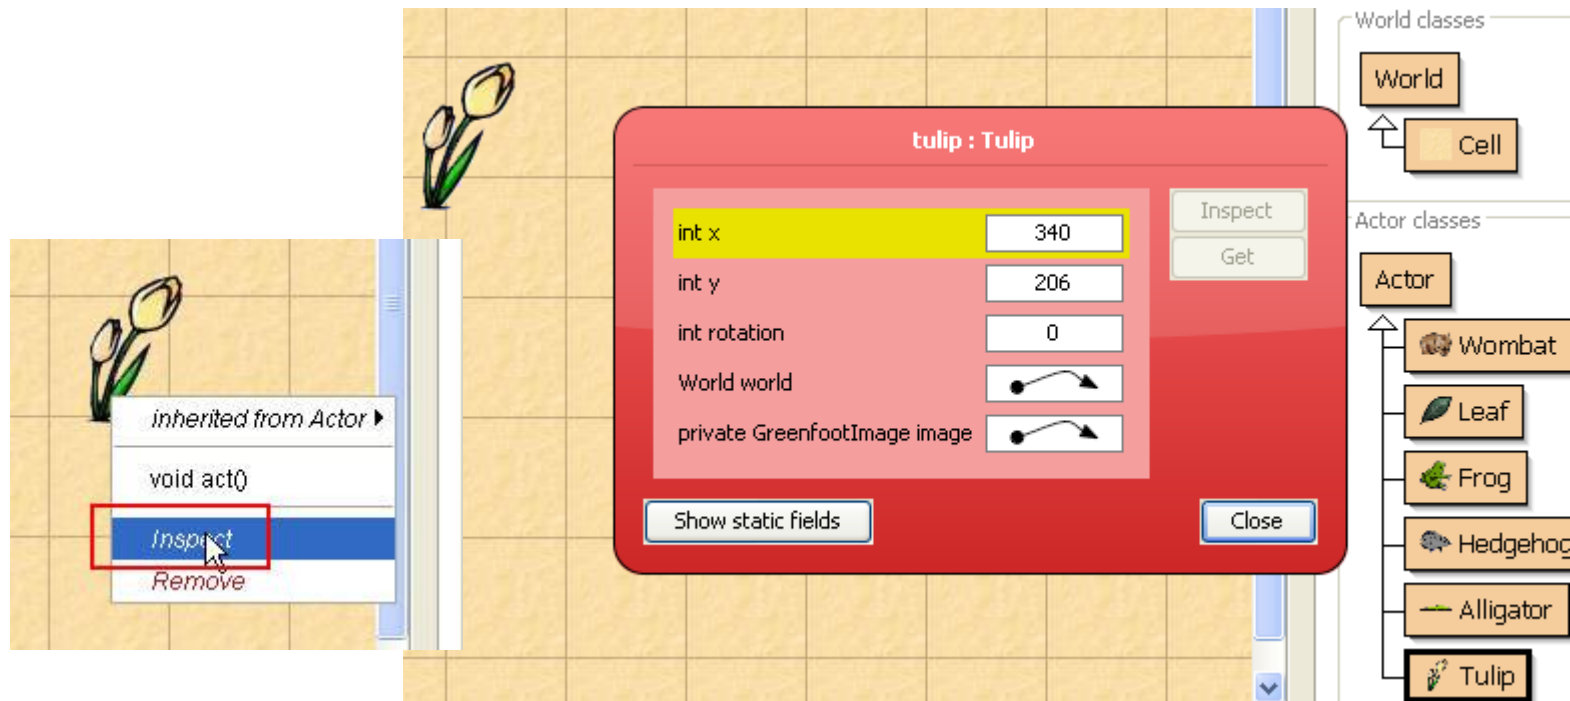 inherited from Actor
void act()
Inspect
Remove
tulip : Tulip
int x 340
int y 206
int rotation 0
World world
private GreenfootImage image
Inspect
Get
Show static fields
Close
World classes
World
Cell
Actor classes
Actor
Wombat
Leaf
Frog
Hedgehog
Alligator
Tulip